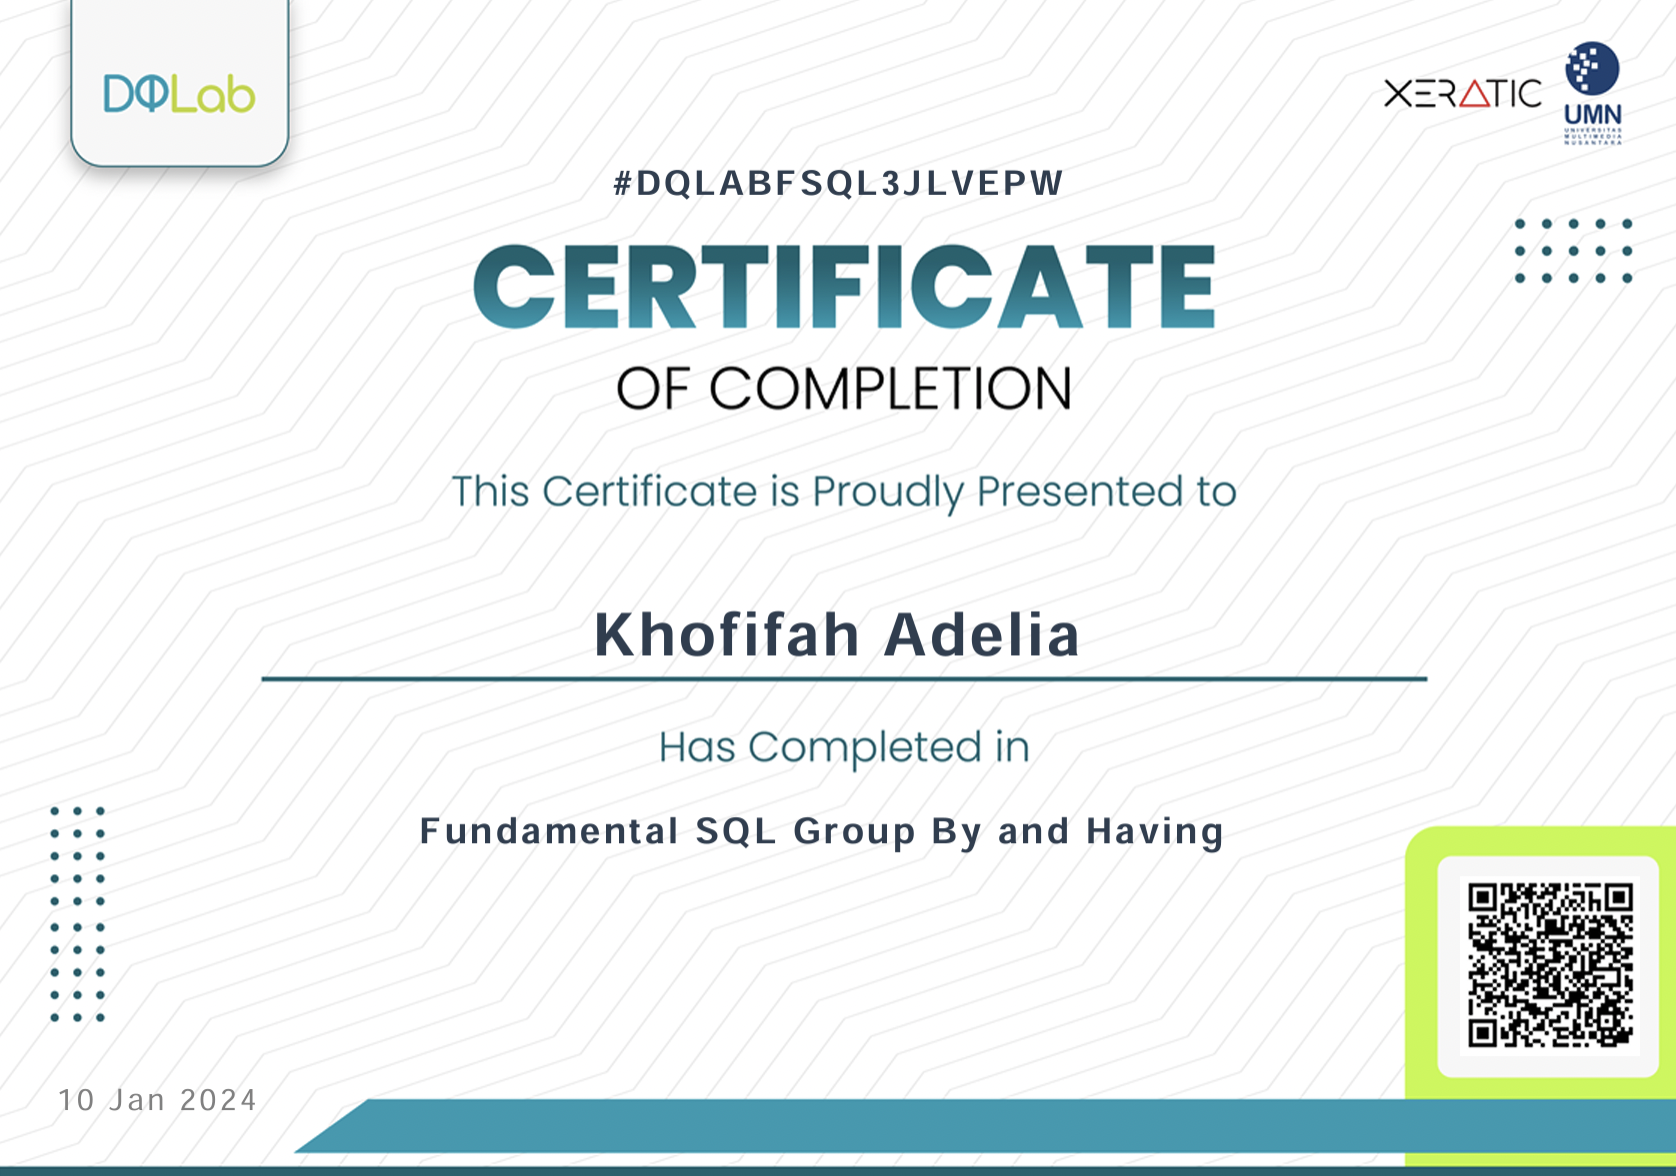 DQLab
XERATIC
UMN
UNIVERSITAS
MULTIMEDIA
NUSANTARA
#DQLABFSQL3JLVEPW
CERTIFICATE
OF COMPLETION
This Certificate is Proudly Presented to
Khofifah Adelia
Has Completed in
Fundamental SQL Group By and Having
10 Jan 2024